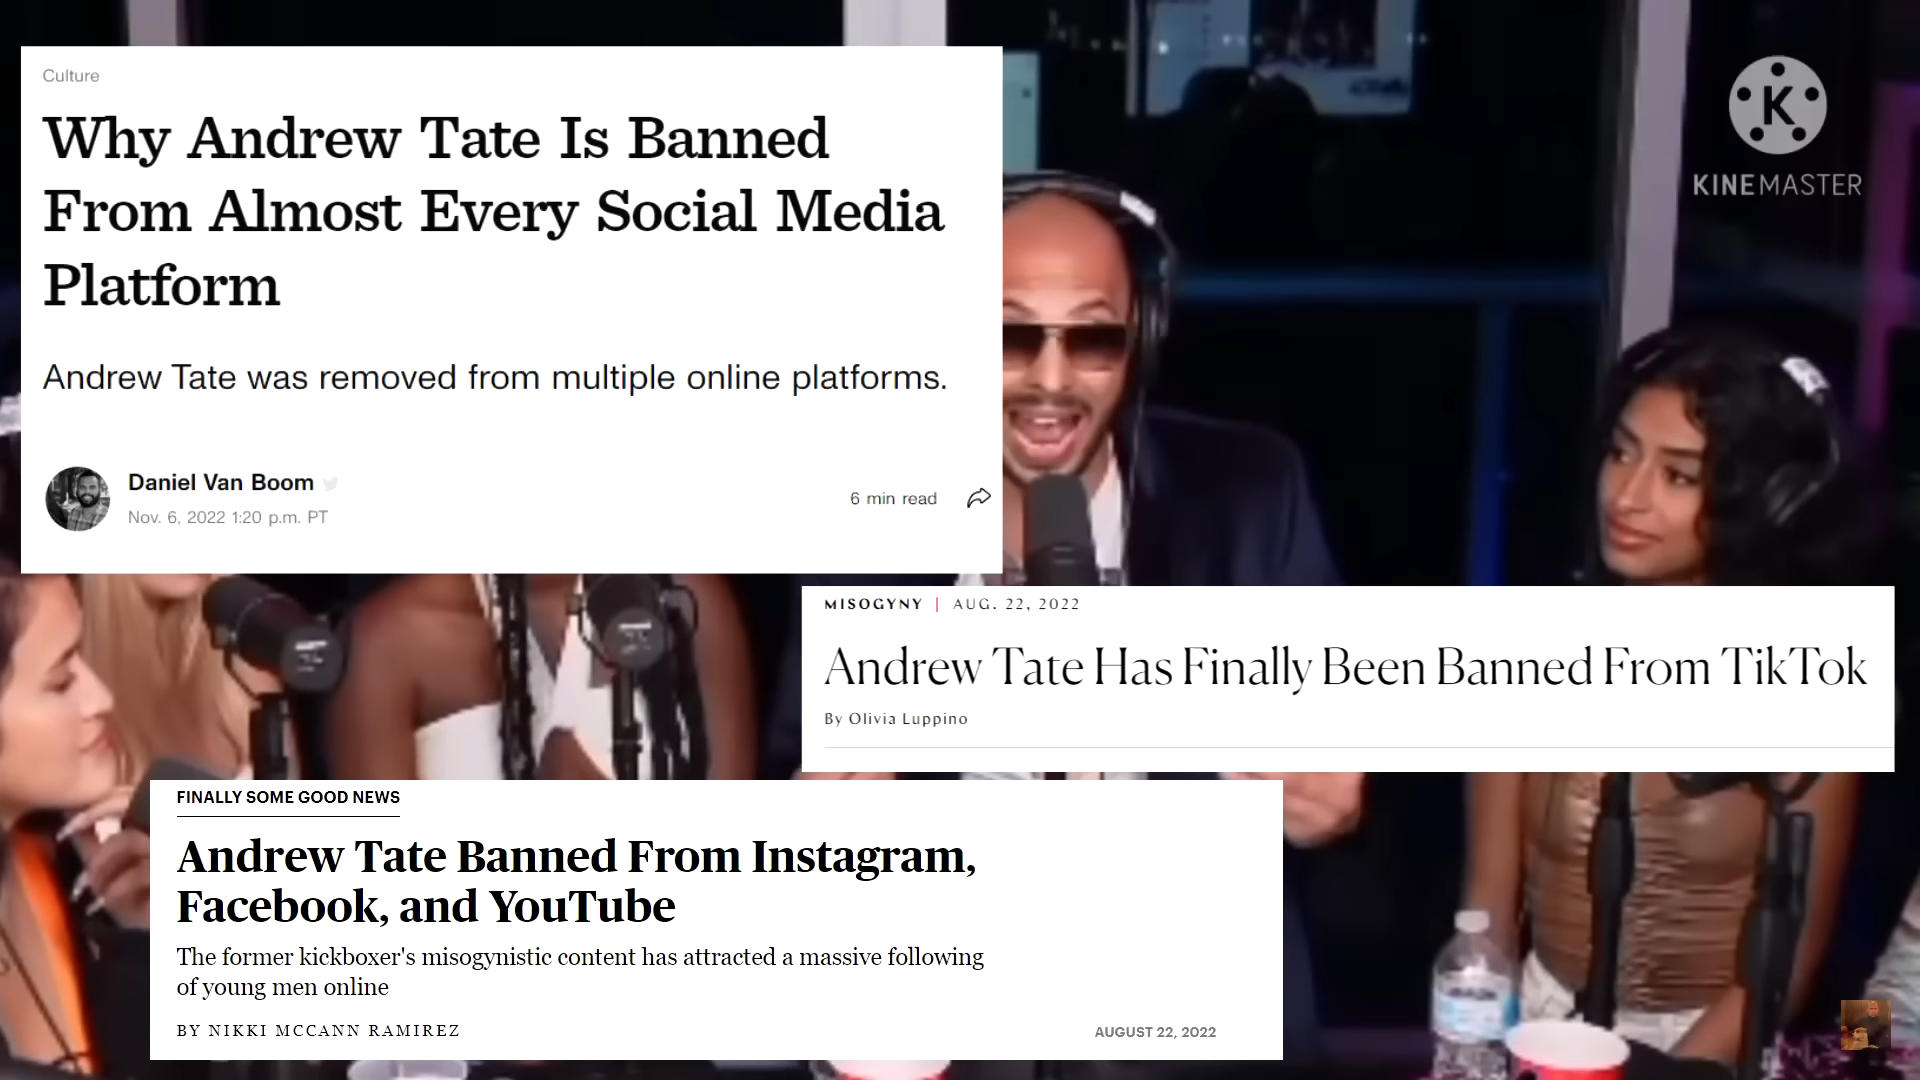 Culture
Why Andrew Tate Is Banned
From Almost Every Social Media
Platform
Andrew Tate was removed from multiple online platforms.
Daniel Van Boom
Nov. 6, 2022 1:20 p.m. PT
6 min read
K
KINEMASTER
MISOGYNY | AUG. 22, 2022
Andrew Tate Has Finally Been Banned From TikTok
By Olivia Luppino
FINALLY SOME GOOD NEWS
Andrew Tate Banned From Instagram,
Facebook, and YouTube
The former kickboxer's misogynistic content has attracted a massive following
of young men online
BY NIKKI MCCANN RAMIREZ
AUGUST 22, 2022